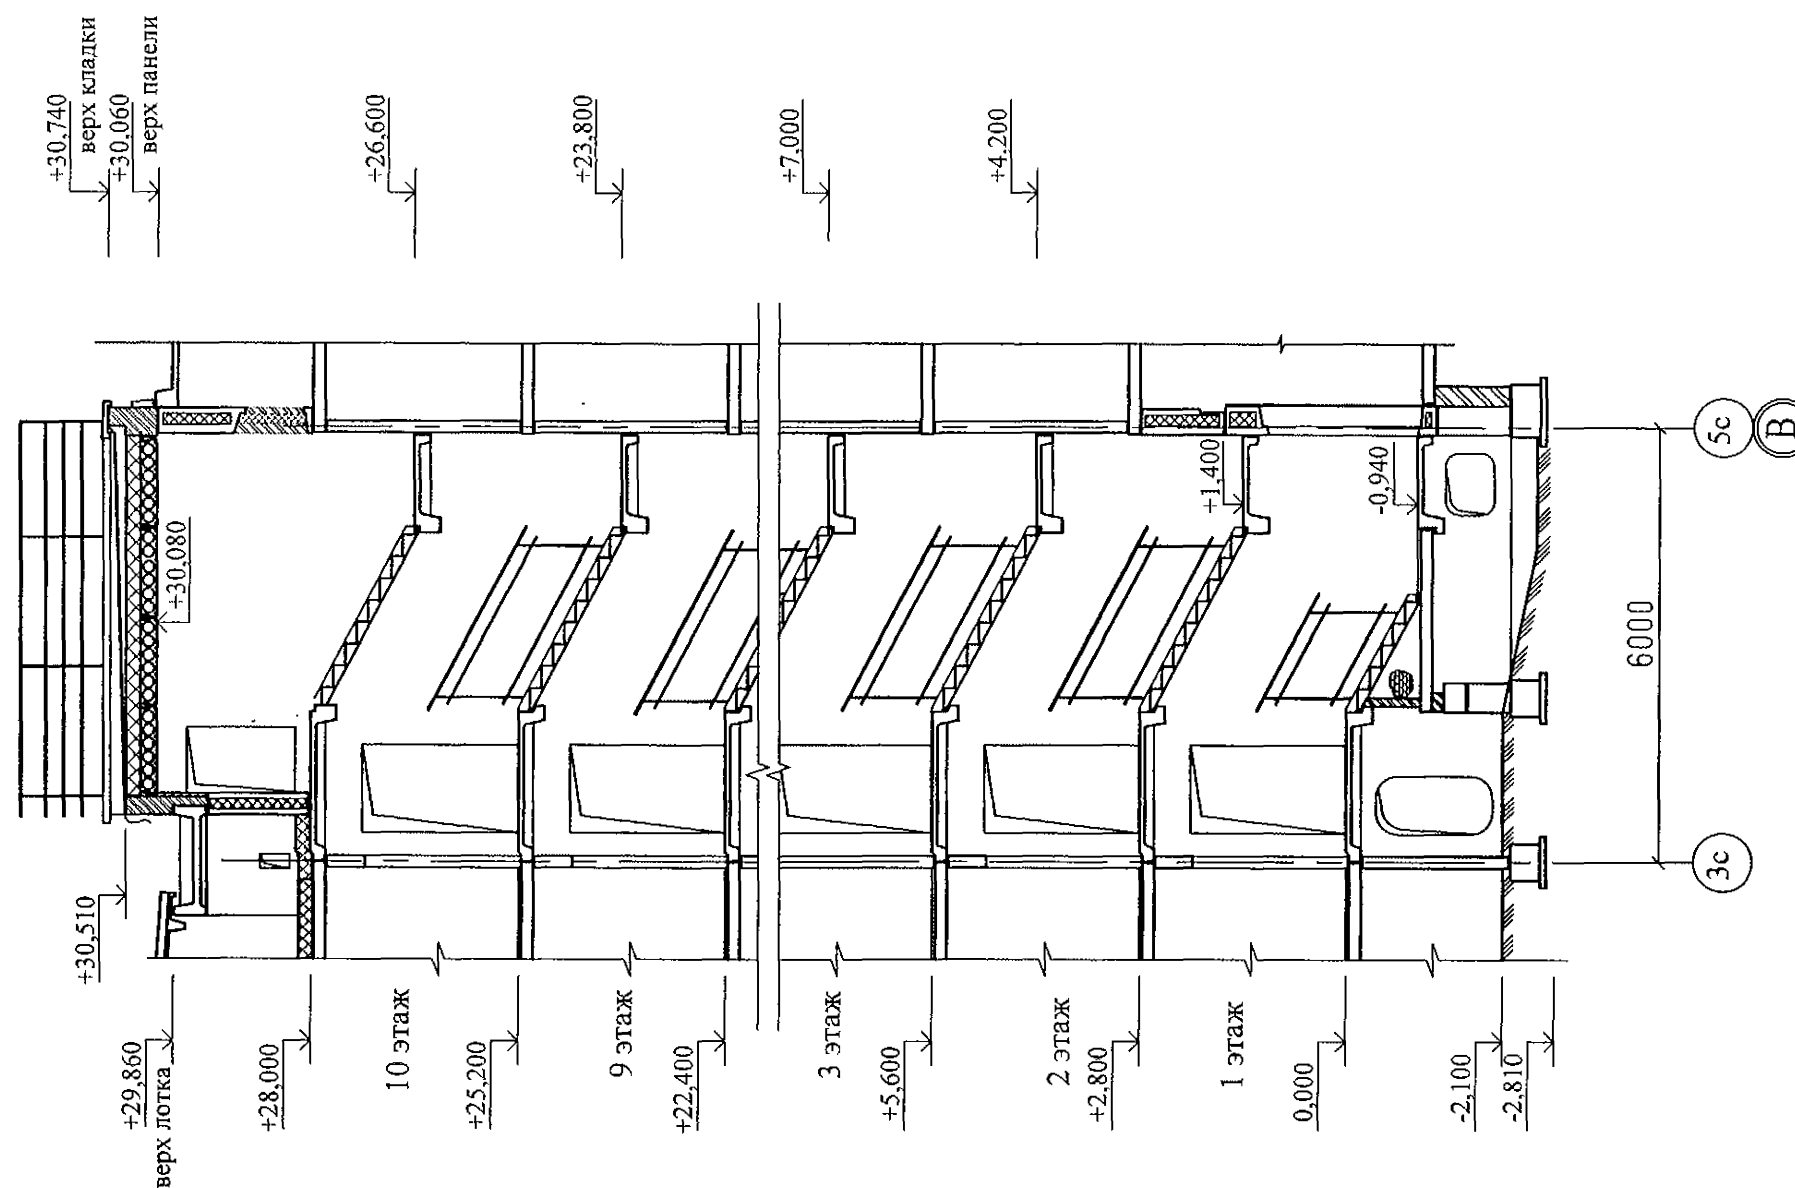 +30,740
верх кладки
+30,060
верх панели
+26,600
+23,800
+7,000
+4,200
+30,080
+1,400
-0,940
+30,510
+29,860
верх лотка
+28,000
10 этаж
+25,200
9 этаж
+22,400
3 этаж
+5,600
2 этаж
+2,800
1 этаж
0,000
-2,100
-2,810
6000
5с
В
3с